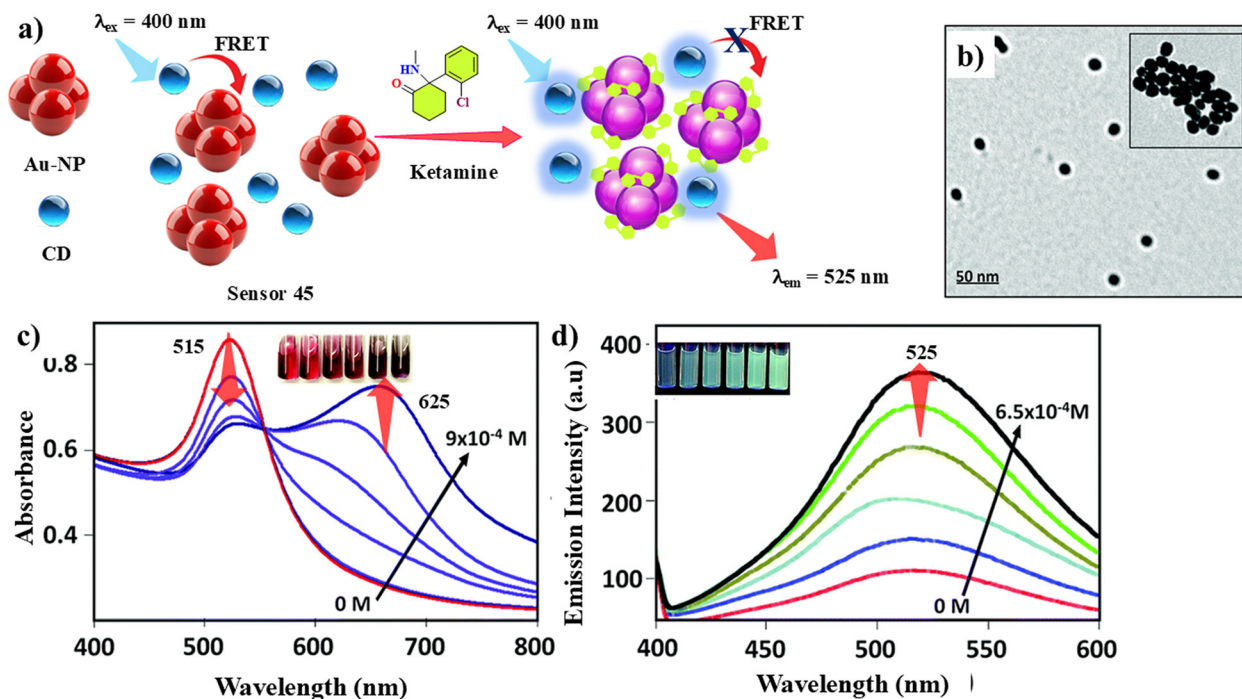 a)
λex = 400 nm
FRET
Au-NP
CD
Sensor 45
HN
O
Cl
Ketamine
λex = 400 nm
X
FRET
λem = 525 nm
b)
50 nm
c)
515
625
9x10⁻⁴ M
0 M
0.8
0.6
0.4
Absorbance
400 500 600 700 800
Wavelength (nm)
d)
525
6.5x10⁻⁴M
0 M
400
300
200
100
Emission Intensity (a.u)
400 450 500 550 600
Wavelength (nm)